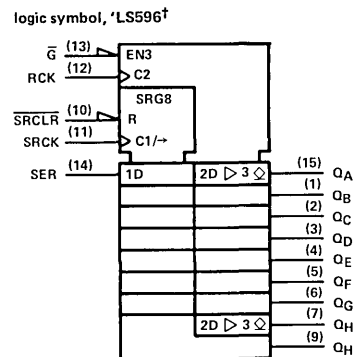 logic symbol, 'LS596†
G̅ (13) EN3
RCK (12) C2
SRG8
S̅R̅C̅L̅R̅ (10) R
SRCK (11) C1/→
SER (14) 1D 2D ▷ 3 ◇ (15) QA
(1) QB
(2) QC
(3) QD
(4) QE
(5) QF
(6) QG
2D ▷ 3 ◇ (7) QH
(9) QH